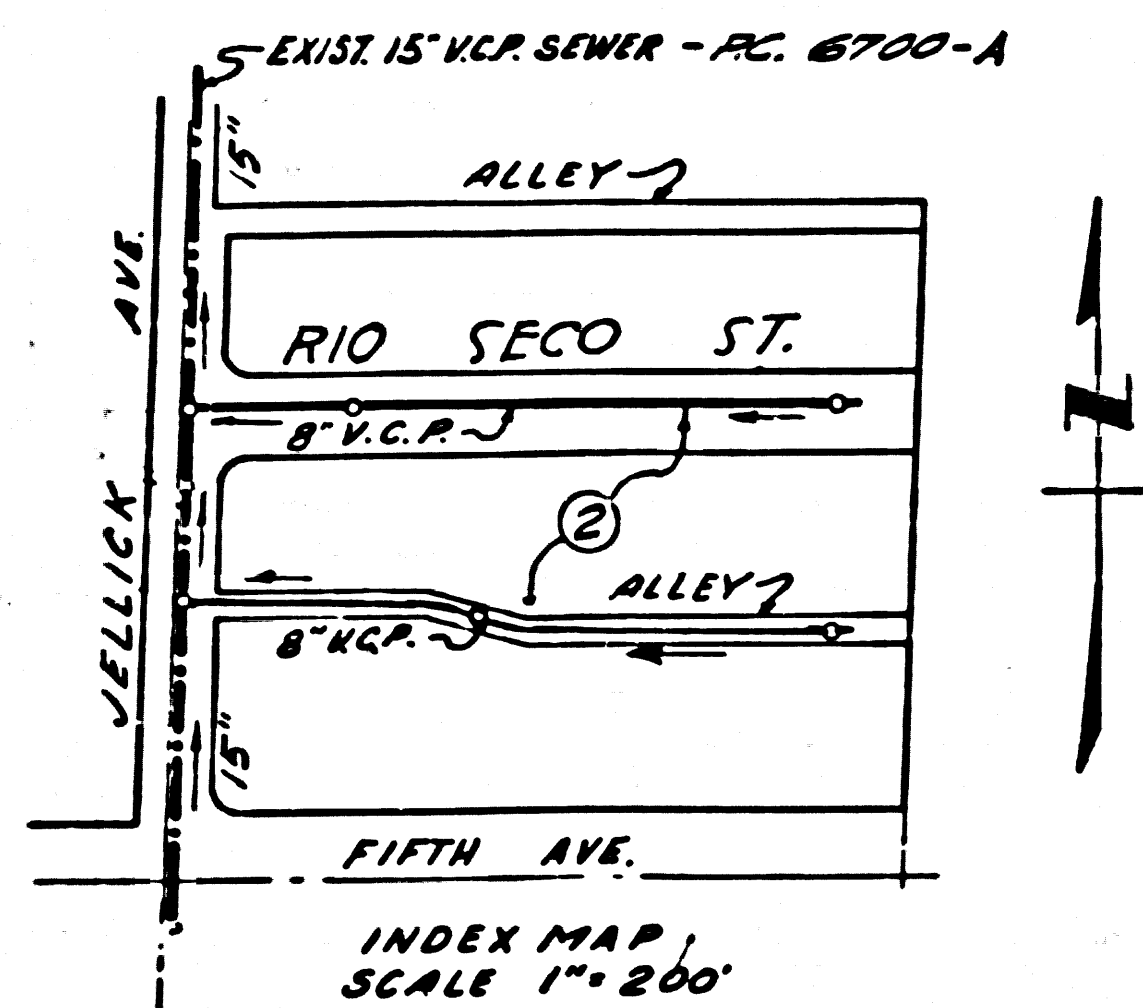 EXIST. 15" V.C.P. SEWER - P.C. 6700-A
15"
ALLEY
JELLICK AVE.
RIO SECO ST.
8" V.C.P.
N
2
ALLEY
8" V.C.P.
15"
FIFTH AVE.
INDEX MAP
SCALE 1"= 200'